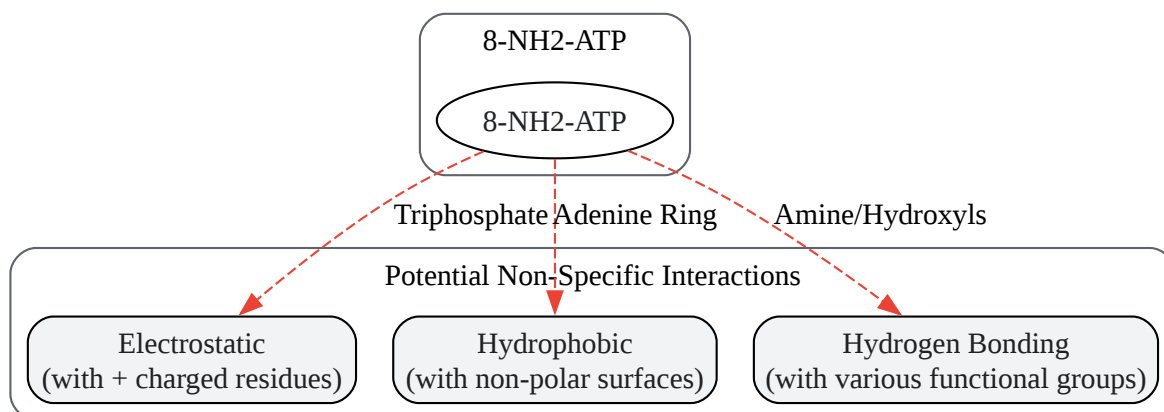 8-NH2-ATP
8-NH2-ATP
Triphosphate Adenine Ring Amine/Hydroxyls
Potential Non-Specific Interactions
Electrostatic
(with + charged residues)
Hydrophobic
(with non-polar surfaces)
Hydrogen Bonding
(with various functional groups)